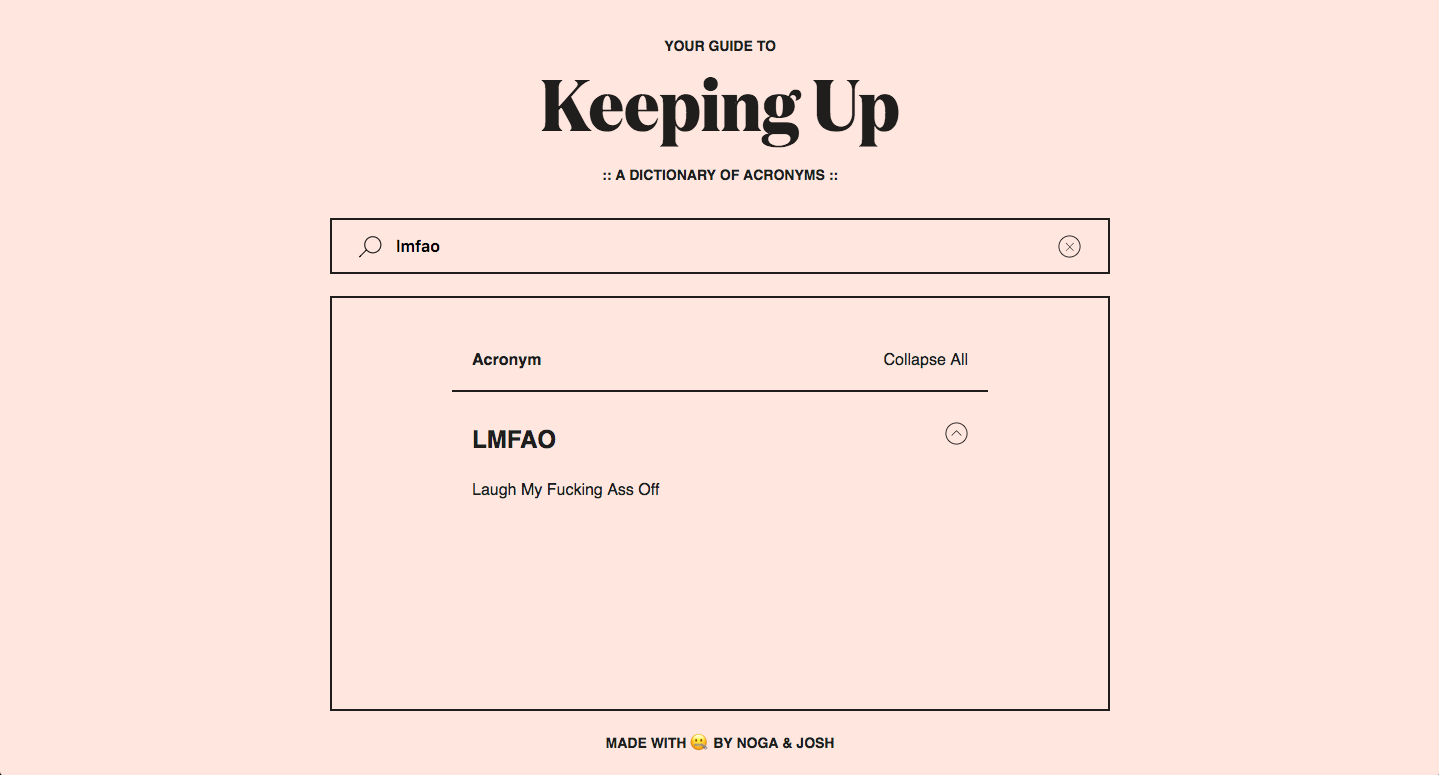 YOUR GUIDE TO
Keeping Up
:: A DICTIONARY OF ACRONYMS ::
lmfao
Acronym Collapse All
LMFAO
Laugh My Fucking Ass Off
MADE WITH 🤐 BY NOGA & JOSH